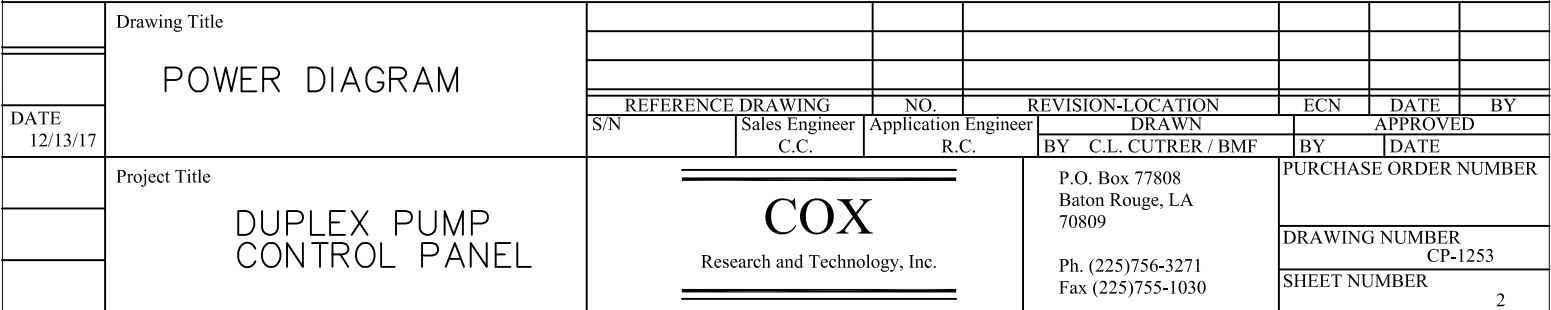 Drawing Title
POWER DIAGRAM
DATE
12/13/17
REFERENCE DRAWING NO. REVISION-LOCATION ECN DATE BY
S/N Sales Engineer Application Engineer DRAWN APPROVED
C.C. R.C. BY C.L. CUTRER / BMF BY DATE
Project Title
DUPLEX PUMP
CONTROL PANEL
COX
Research and Technology, Inc.
P.O. Box 77808
Baton Rouge, LA
70809
Ph. (225)756-3271
Fax (225)755-1030
PURCHASE ORDER NUMBER
DRAWING NUMBER
CP-1253
SHEET NUMBER
2